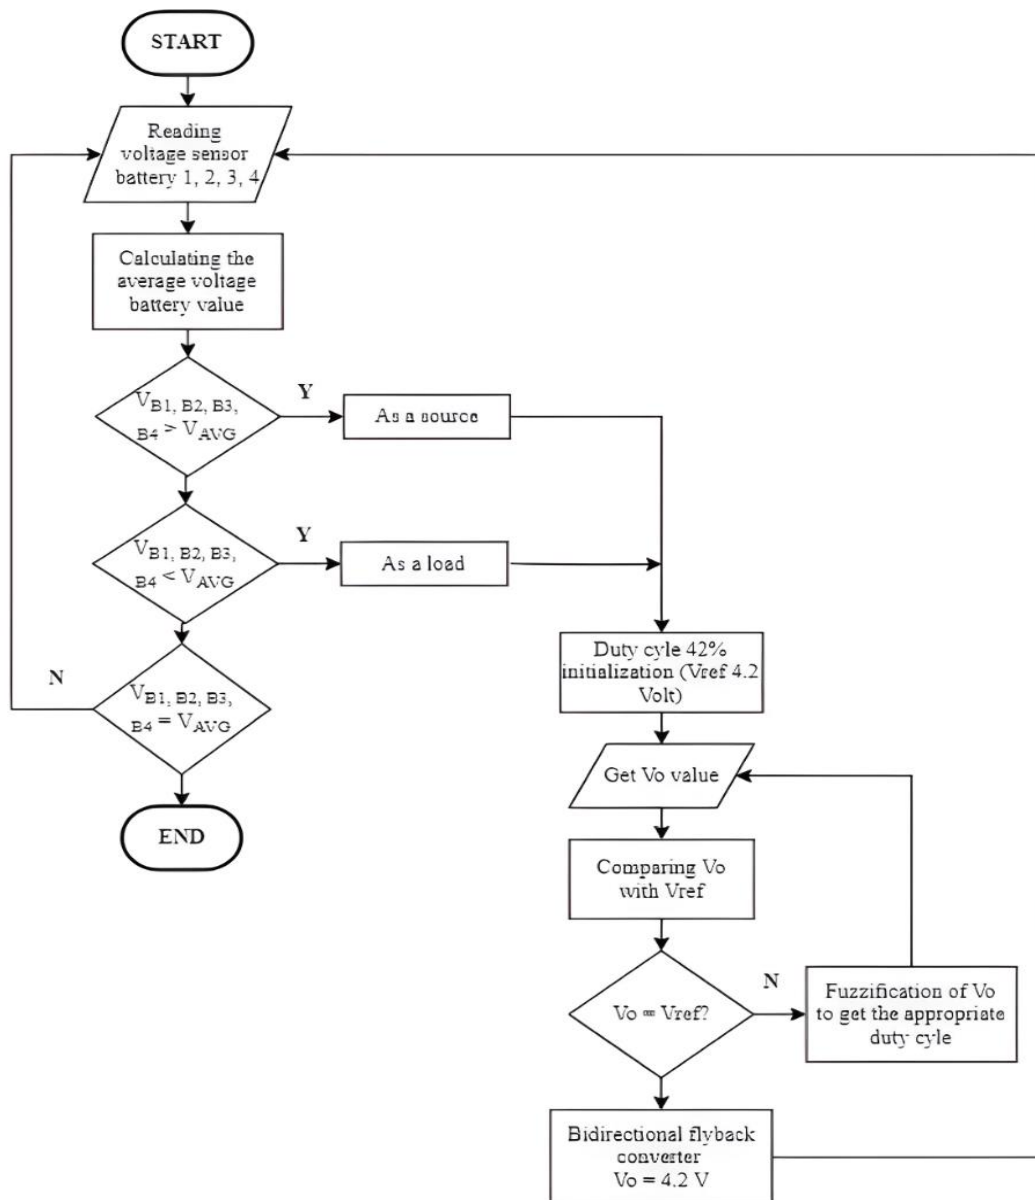 START
Reading
voltage sensor
battery 1, 2, 3, 4
Calculating the
average voltage
battery value
VB1, B2, B3,
B4 > VAVG
Y
As a source
VB1, B2, B3,
B4 < VAVG
Y
As a load
VB1, B2, B3,
B4 = VAVG
N
END
Duty cyle 42%
initialization (Vref 4.2
Volt)
Get Vo value
Comparing Vo
with Vref
Vo = Vref?
N
Fuzzification of Vo
to get the appropriate
duty cyle
Bidirectional flyback
converter
Vo = 4.2 V